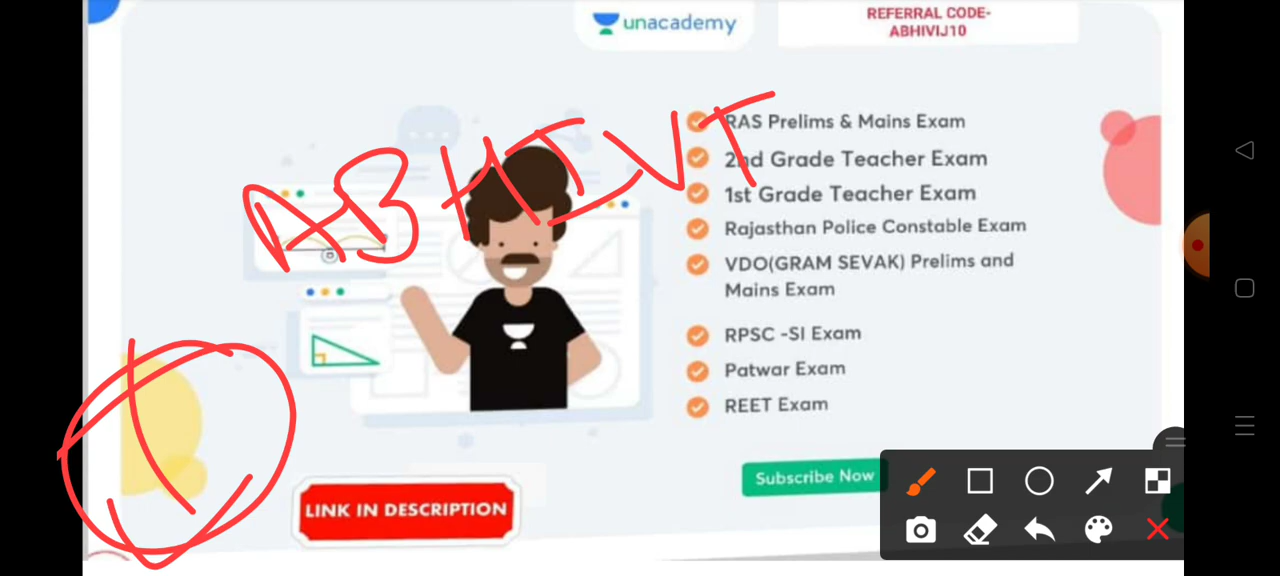 unacademy
REFERRAL CODE-
ABHIVIJ10
RAS Prelims & Mains Exam
2nd Grade Teacher Exam
1st Grade Teacher Exam
Rajasthan Police Constable Exam
VDO(GRAM SEVAK) Prelims and
Mains Exam
RPSC -SI Exam
Patwar Exam
REET Exam
Subscribe Now
LINK IN DESCRIPTION